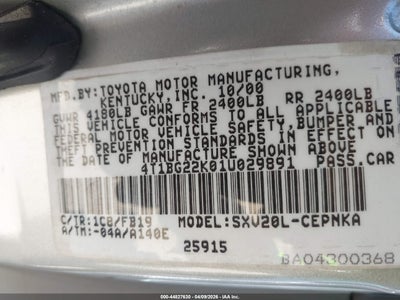 MFD.BY:TOYOTA MOTOR MANUFACTURING,
KENTUCKY,INC. 10/00
GVWR 4180LB GAWR FR 2400LB RR 2400LB
THIS VEHICLE CONFORMS TO ALL APPLICABLE
FEDERAL MOTOR VEHICLE SAFETY,BUMPER,AND
THEFT PREVENTION STANDARDS IN EFFECT ON
THE DATE OF MANUFACTURE SHOWN ABOVE.
4T1BG22K01U029891 PASS.CAR
C/TR:1C8/FB19 MODEL:SXV20L-CEPNKA
A/TM:-04A/A140E
25915
BA04300368
000-44827630 - 04/09/2026 - IAAI US